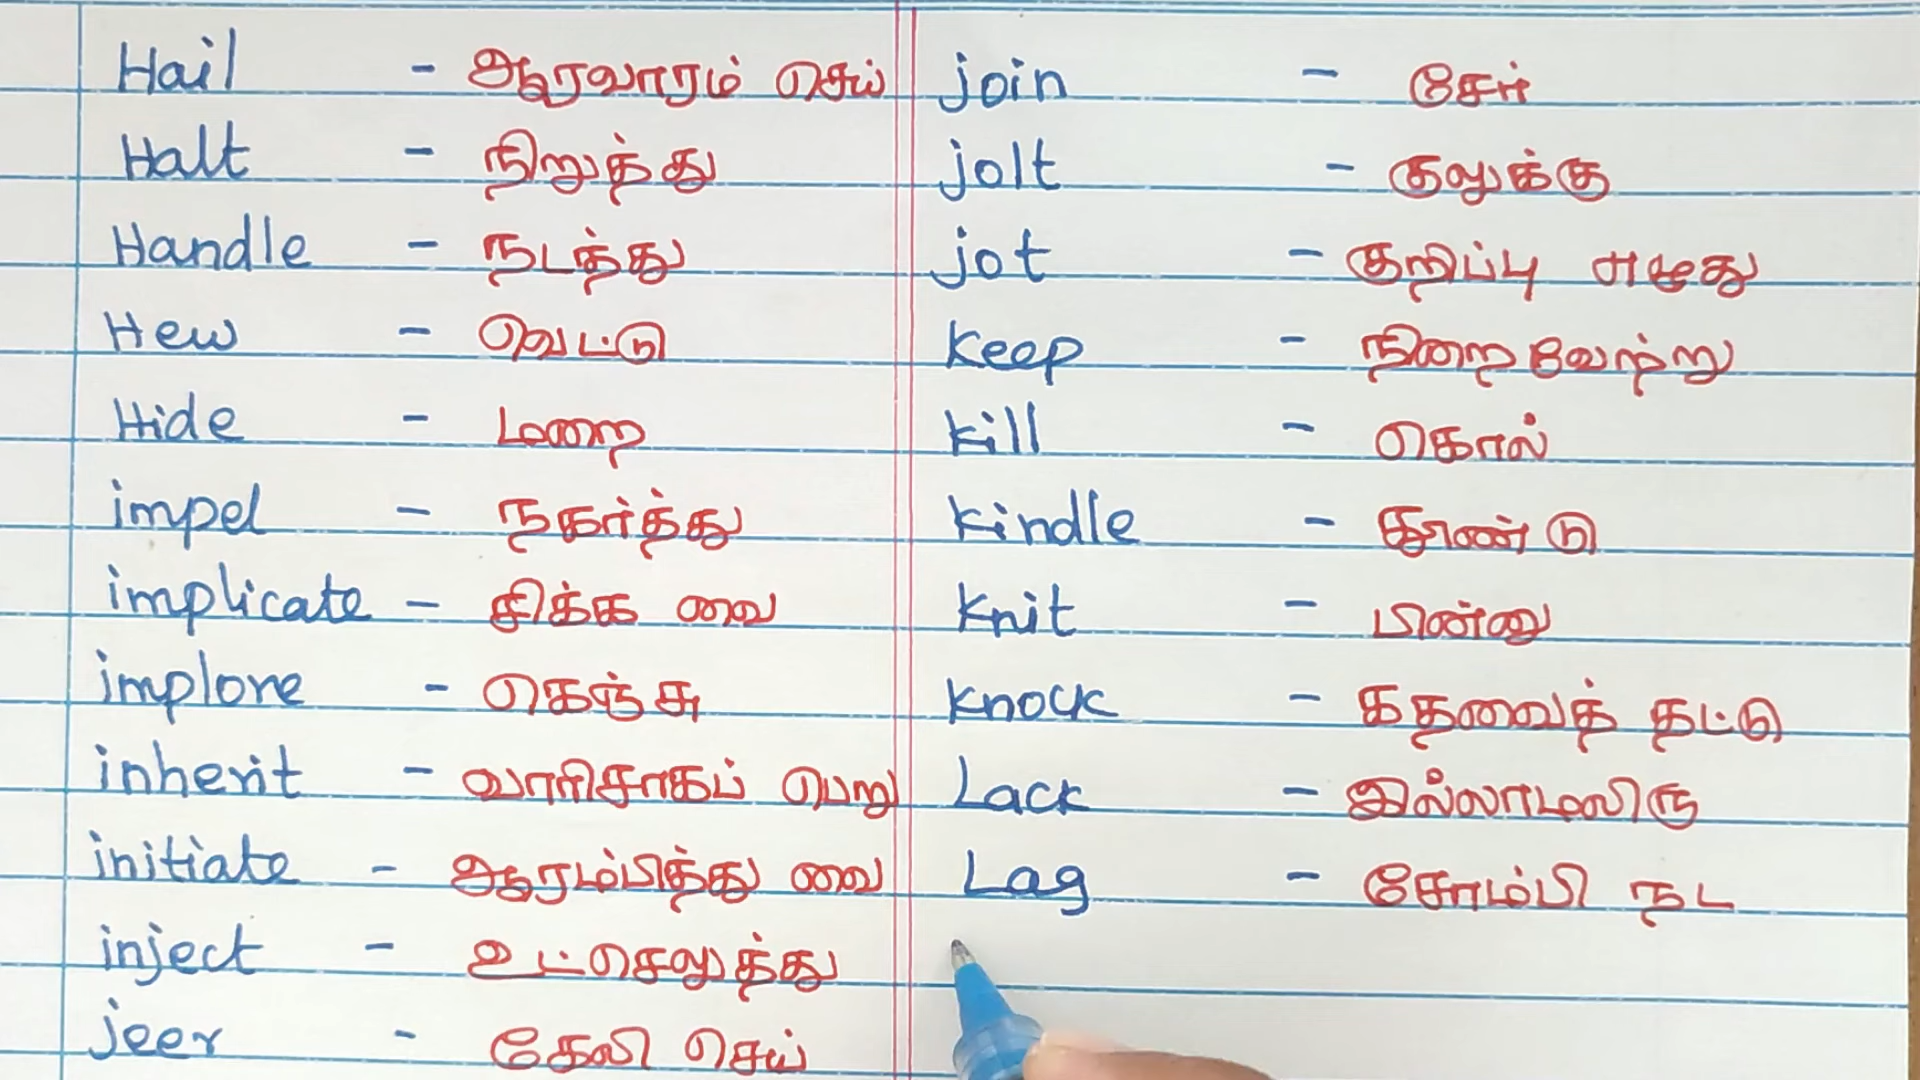 Hail - ஆரவாரம் செய்
Halt - நிறுத்து
Handle - நடத்து
Hew - வெட்டு
Hide - மறை
impel - நகர்த்து
implicate - சிக்க வை
implore - கெஞ்சு
inherit - வாரிசாகப் பெறு
initiate - ஆரம்பித்து வை
inject - உட்செலுத்து
jeer - கேலி செய்
join - சேர்
jolt - குலுக்கு
jot - குறிப்பு எழுது
Keep - நிறைவேற்று
Kill - கொல்
Kindle - தூண்டு
Knit - பின்னு
Knock - கதவைத் தட்டு
Lack - இல்லாமலிரு
Lag - சோம்பி நட